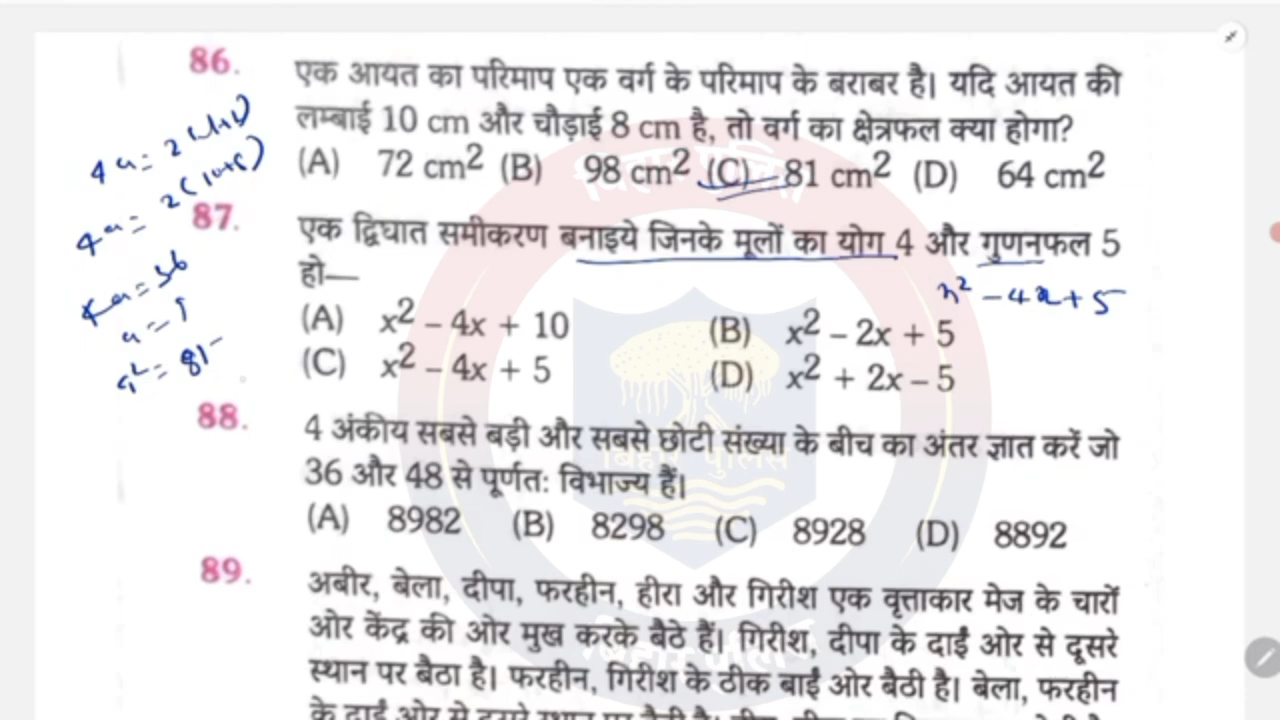 86. एक आयत का परिमाप एक वर्ग के परिमाप के बराबर है। यदि आयत की
लम्बाई 10 cm और चौड़ाई 8 cm है, तो वर्ग का क्षेत्रफल क्या होगा?
(A) 72 cm2 (B) 98 cm2 (C) 81 cm2 (D) 64 cm2
4a = 2(l+b)
4a = 2(10+8)
4a = 36
a = 9
a2 = 81
87. एक द्विघात समीकरण बनाइये जिनके मूलों का योग 4 और गुणनफल 5
हो—
x2 – 4x + 5
(A) x2 – 4x + 10 (B) x2 – 2x + 5
(C) x2 – 4x + 5 (D) x2 + 2x – 5
88. 4 अंकीय सबसे बड़ी और सबसे छोटी संख्या के बीच का अंतर ज्ञात करें जो
36 और 48 से पूर्णत: विभाज्य हैं।
(A) 8982 (B) 8298 (C) 8928 (D) 8892
89. अबीर, बेला, दीपा, फरहीन, हीरा और गिरीश एक वृत्ताकार मेज के चारों
ओर केंद्र की ओर मुख करके बैठे हैं। गिरीश, दीपा के दाईं ओर से दूसरे
स्थान पर बैठा है। फरहीन, गिरीश के ठीक बाईं ओर बैठी है। बेला, फरहीन
के दाईं ओर से दूसरे स्थान पर बैठी है।
बिहार पुलिस